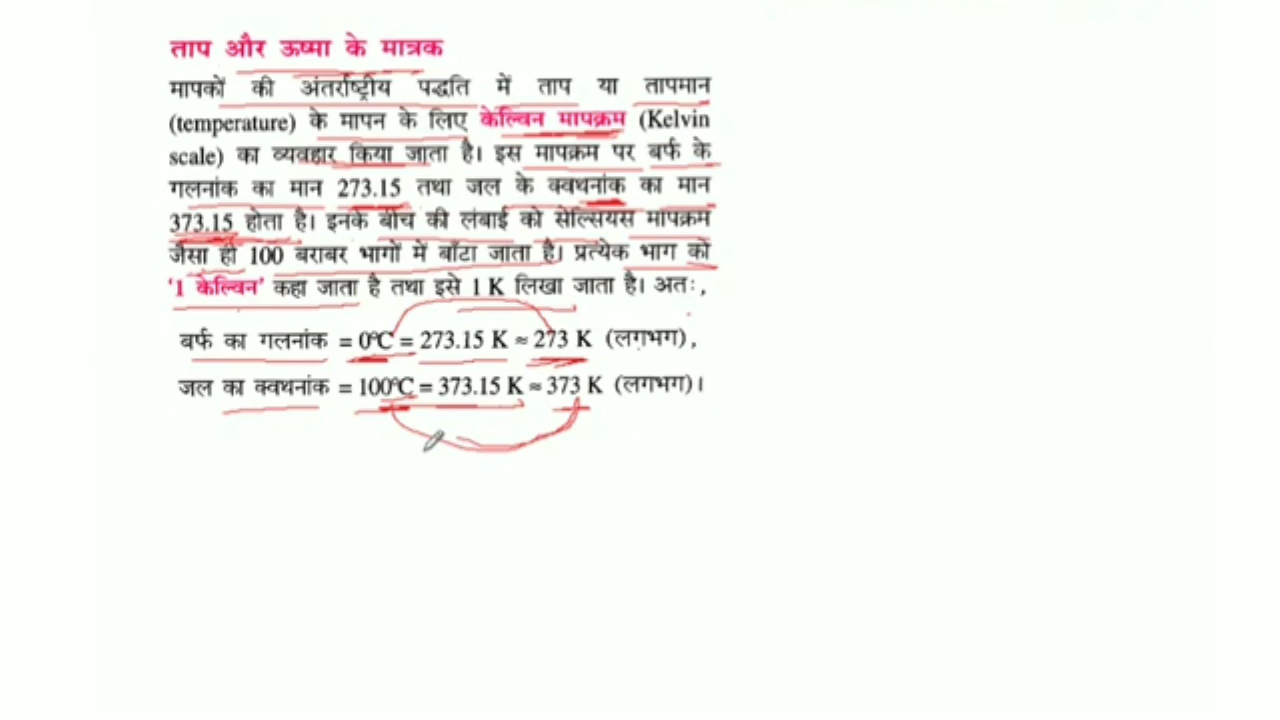 ताप और ऊष्मा के मात्रक
मापकों की अंतर्राष्ट्रीय पद्धति में ताप या तापमान
(temperature) के मापन के लिए केल्विन मापक्रम (Kelvin
scale) का व्यवहार किया जाता है। इस मापक्रम पर बर्फ के
गलनांक का मान 273.15 तथा जल के क्वथनांक का मान
373.15 होता है। इनके बीच की लंबाई को सेल्सियस मापक्रम
जैसा ही 100 बराबर भागों में बाँटा जाता है। प्रत्येक भाग को
'1 केल्विन' कहा जाता है तथा इसे 1 K लिखा जाता है। अतः,
बर्फ का गलनांक = 0°C = 273.15 K ≈ 273 K (लगभग),
जल का क्वथनांक = 100°C = 373.15 K ≈ 373 K (लगभग)।